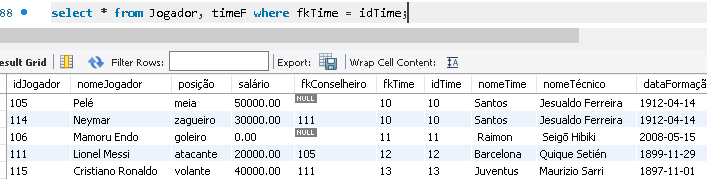 88 select * from Jogador, timeF where fkTime = idTime;
esult Grid Filter Rows: Export: Wrap Cell Content: IA
idJogador nomeJogador posição salário fkConselheiro fkTime idTime nomeTime nomeTécnico dataFormação
105 Pelé meia 50000.00 NULL 10 10 Santos Jesualdo Ferreira 1912-04-14
114 Neymar zagueiro 30000.00 111 10 10 Santos Jesualdo Ferreira 1912-04-14
106 Mamoru Endo goleiro 0.00 NULL 11 11 Raimon Seigõ Hibiki 2008-05-15
111 Lionel Messi atacante 20000.00 105 12 12 Barcelona Quique Setién 1899-11-29
115 Cristiano Ronaldo volante 40000.00 111 13 13 Juventus Maurizio Sarri 1897-11-01